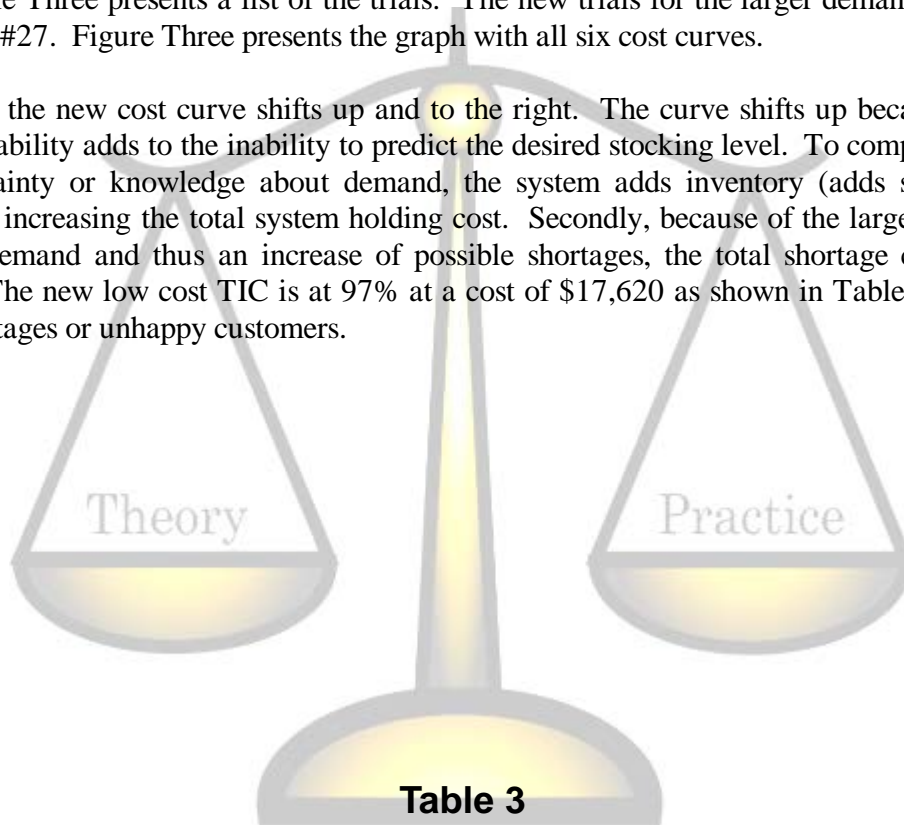 Three presents a list of the trials. The new trials for the larger deman
#27. Figure Three presents the graph with all six cost curves.
the new cost curve shifts up and to the right. The curve shifts up beca
ability adds to the inability to predict the desired stocking level. To comp
ainty or knowledge about demand, the system adds inventory (adds s
increasing the total system holding cost. Secondly, because of the large
emand and thus an increase of possible shortages, the total shortage
The new low cost TIC is at 97% at a cost of $17,620 as shown in Table
tages or unhappy customers.
Theory
Practice
Table 3